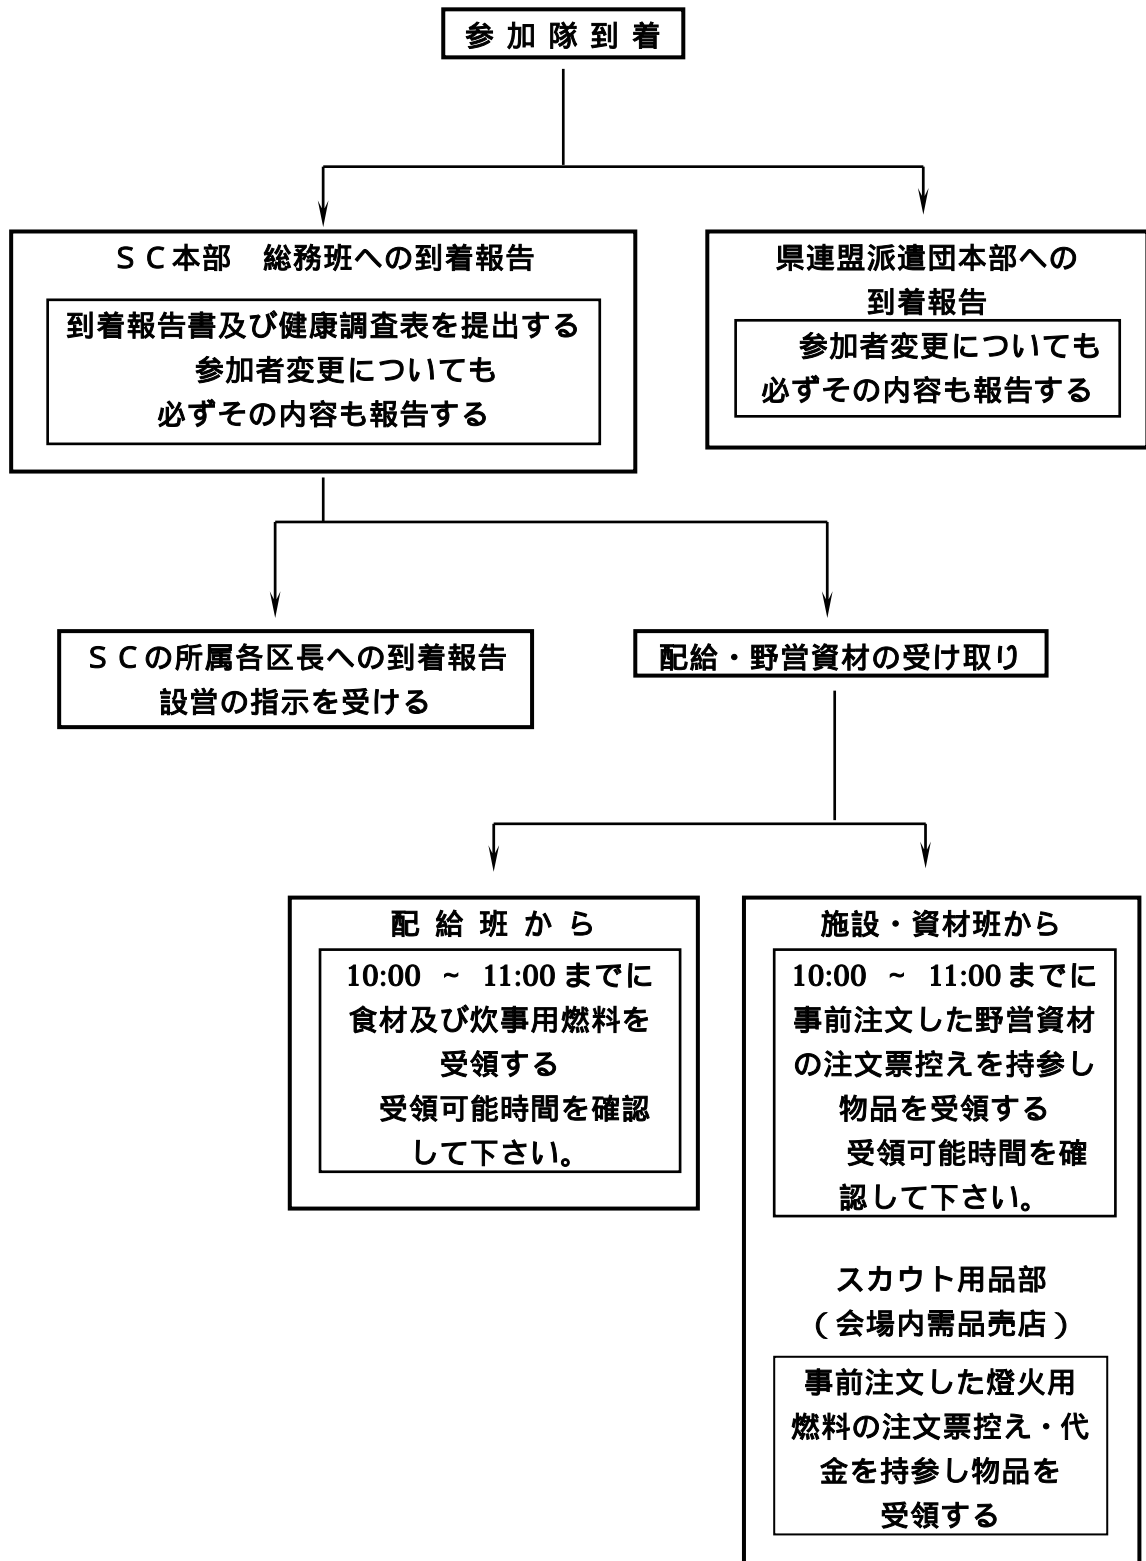 参 加 隊 到 着
ＳＣ本部　総務班への到着報告
到着報告書及び健康調査表を提出する
参加者変更についても
必ずその内容も報告する
県連盟派遣団本部への
到着報告
参加者変更についても
必ずその内容も報告する
ＳＣの所属各区長への到着報告
設営の指示を受ける
配給・野営資材の受け取り
配 給 班 か ら
10:00 ～ 11:00 までに
食材及び炊事用燃料を
受領する
受領可能時間を確認
して下さい。
施設・資材班から
10:00 ～ 11:00 までに
事前注文した野営資材
の注文票控えを持参し
物品を受領する
受領可能時間を確
認して下さい。
スカウト用品部
（会場内需品売店）
事前注文した燈火用
燃料の注文票控え・代
金を持参し物品を
受領する